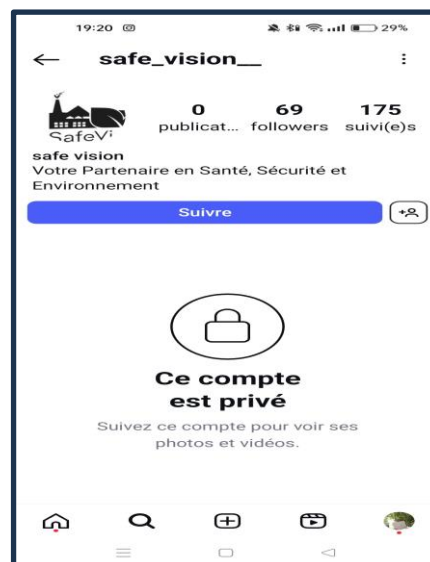 19:20 29%
safe_vision__
0 69 175
publicat... followers suivi(e)s
SafeVi
safe vision
Votre Partenaire en Santé, Sécurité et
Environnement
Suivre
Ce compte
est privé
Suivez ce compte pour voir ses
photos et vidéos.